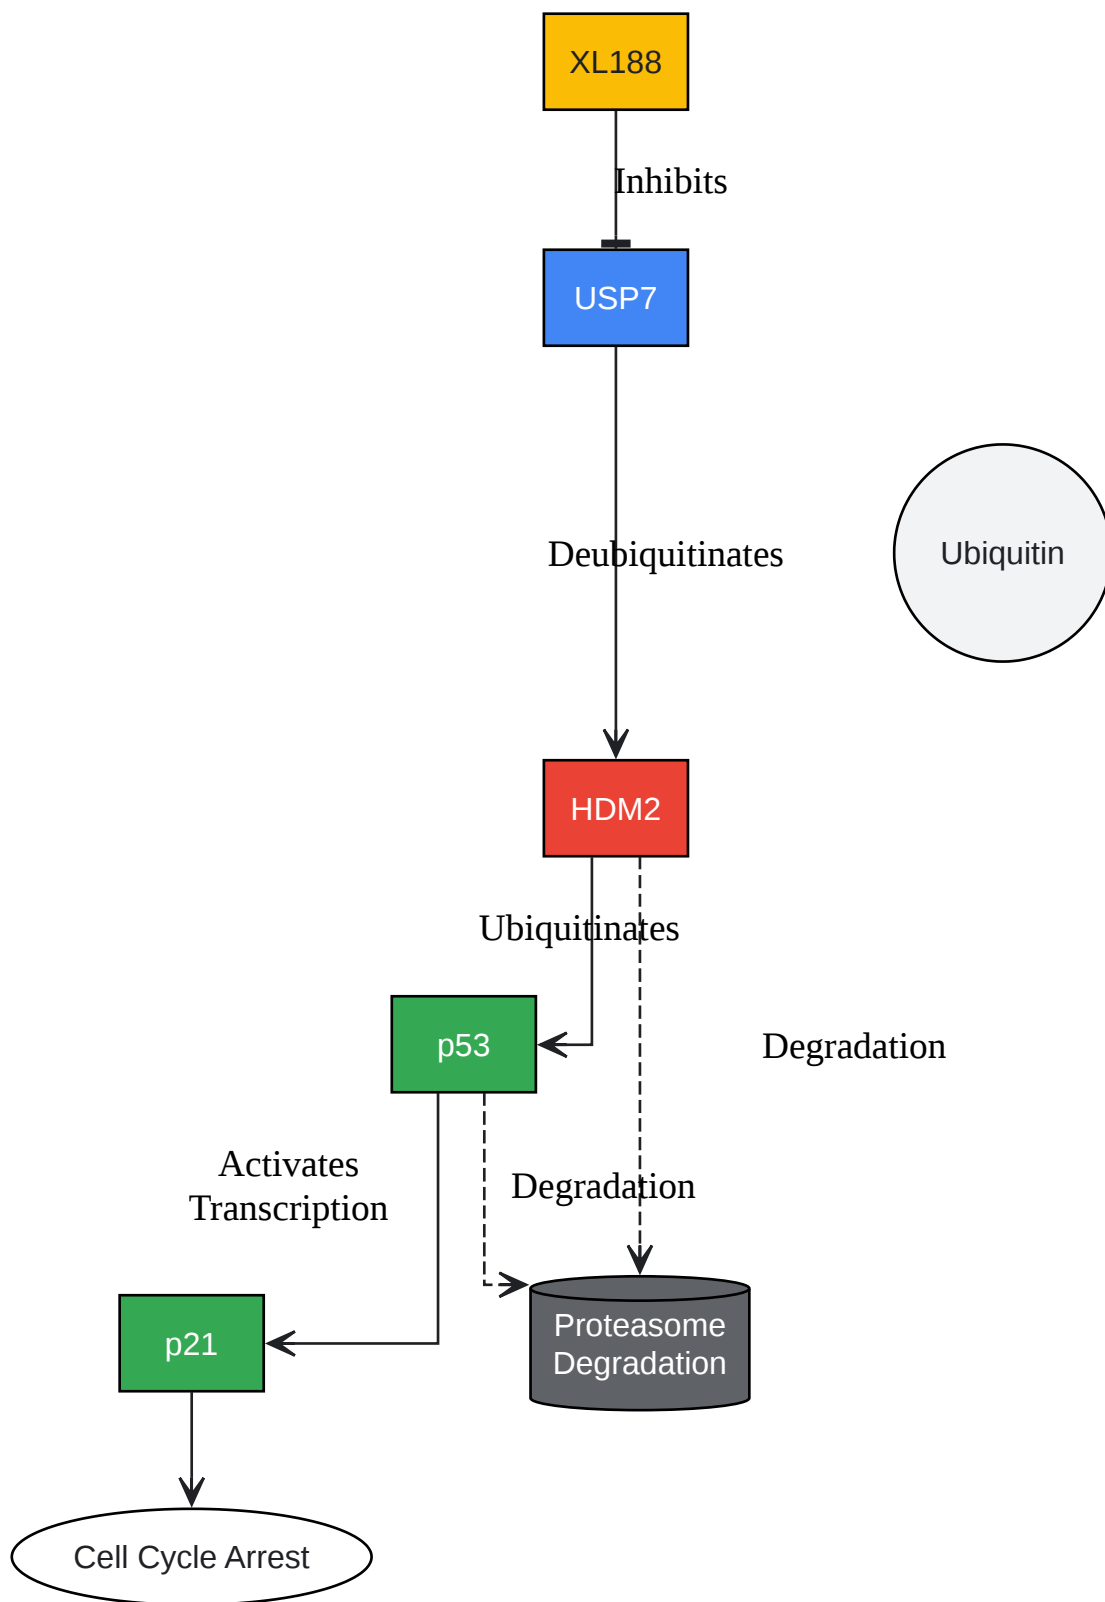 XL188
Inhibits
USP7
Deubiquitinates
Ubiquitin
HDM2
Ubiquitinates
p53
Degradation
Activates
Transcription
Degradation
p21
Proteasome
Degradation
Cell Cycle Arrest